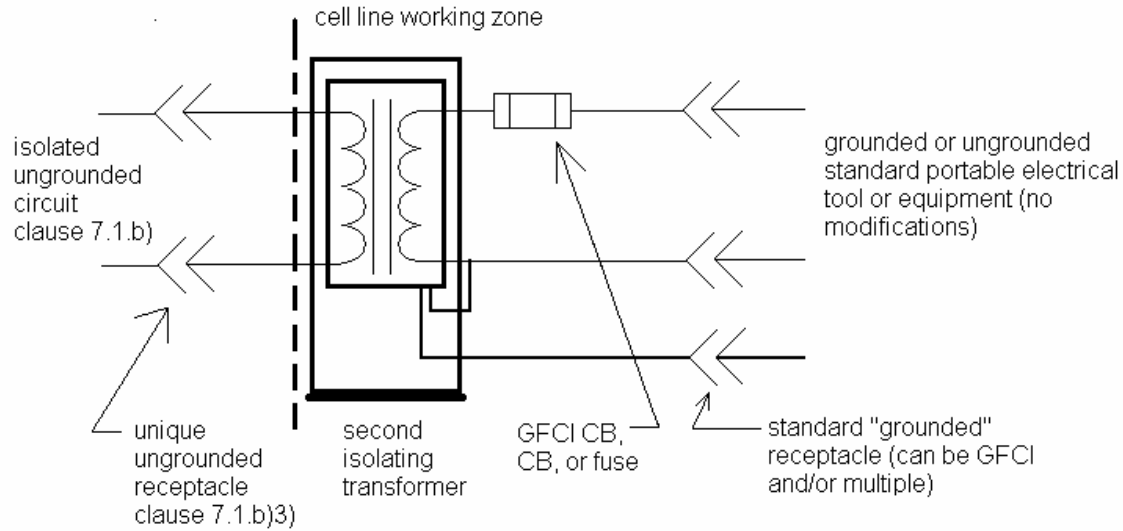 cell line working zone
isolated
ungrounded
circuit
clause 7.1.b)
grounded or ungrounded
standard portable electrical
tool or equipment (no
modifications)
unique
ungrounded
receptacle
clause 7.1.b)3)
second
isolating
transformer
GFCI CB,
CB, or fuse
standard "grounded"
receptacle (can be GFCI
and/or multiple)